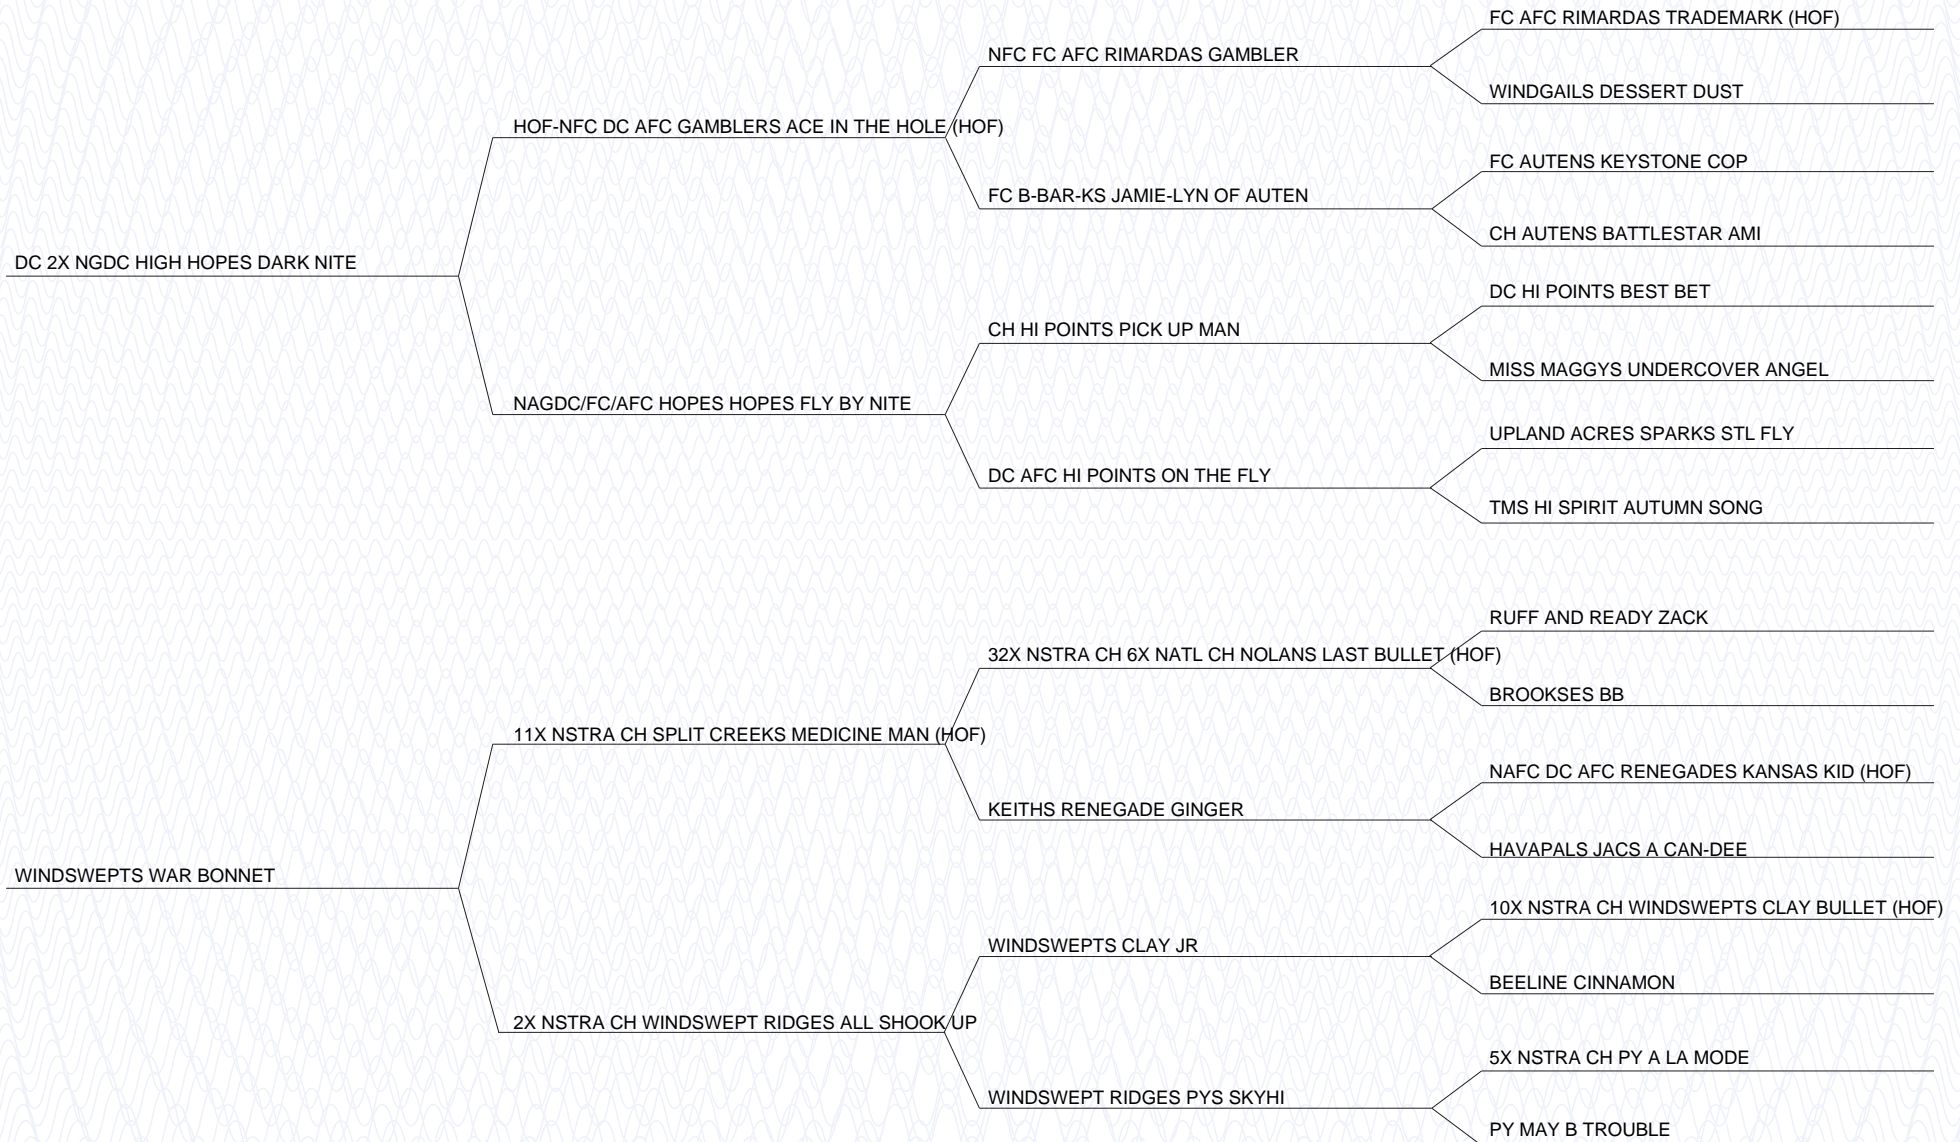 FC AFC RIMARDAS TRADEMARK (HOF)
NFC FC AFC RIMARDAS GAMBLER
WINDGAILS DESSERT DUST
HOF-NFC DC AFC GAMBLERS ACE IN THE HOLE (HOF)
FC AUTENS KEYSTONE COP
FC B-BAR-KS JAMIE-LYN OF AUTEN
CH AUTENS BATTLESTAR AMI
DC 2X NGDC HIGH HOPES DARK NITE
DC HI POINTS BEST BET
CH HI POINTS PICK UP MAN
MISS MAGGYS UNDERCOVER ANGEL
NAGDC/FC/AFC HOPES HOPES FLY BY NITE
UPLAND ACRES SPARKS STL FLY
DC AFC HI POINTS ON THE FLY
TMS HI SPIRIT AUTUMN SONG
RUFF AND READY ZACK
32X NSTRA CH 6X NATL CH NOLANS LAST BULLET (HOF)
BROOKSES BB
11X NSTRA CH SPLIT CREEKS MEDICINE MAN (HOF)
NAFC DC AFC RENEGADES KANSAS KID (HOF)
KEITHS RENEGADE GINGER
HAVAPALS JACS A CAN-DEE
WINDSWEPTS WAR BONNET
10X NSTRA CH WINDSWEPTS CLAY BULLET (HOF)
WINDSWEPTS CLAY JR
BEELINE CINNAMON
2X NSTRA CH WINDSWEPT RIDGES ALL SHOOK UP
5X NSTRA CH PY A LA MODE
WINDSWEPT RIDGES PYS SKYHI
PY MAY B TROUBLE